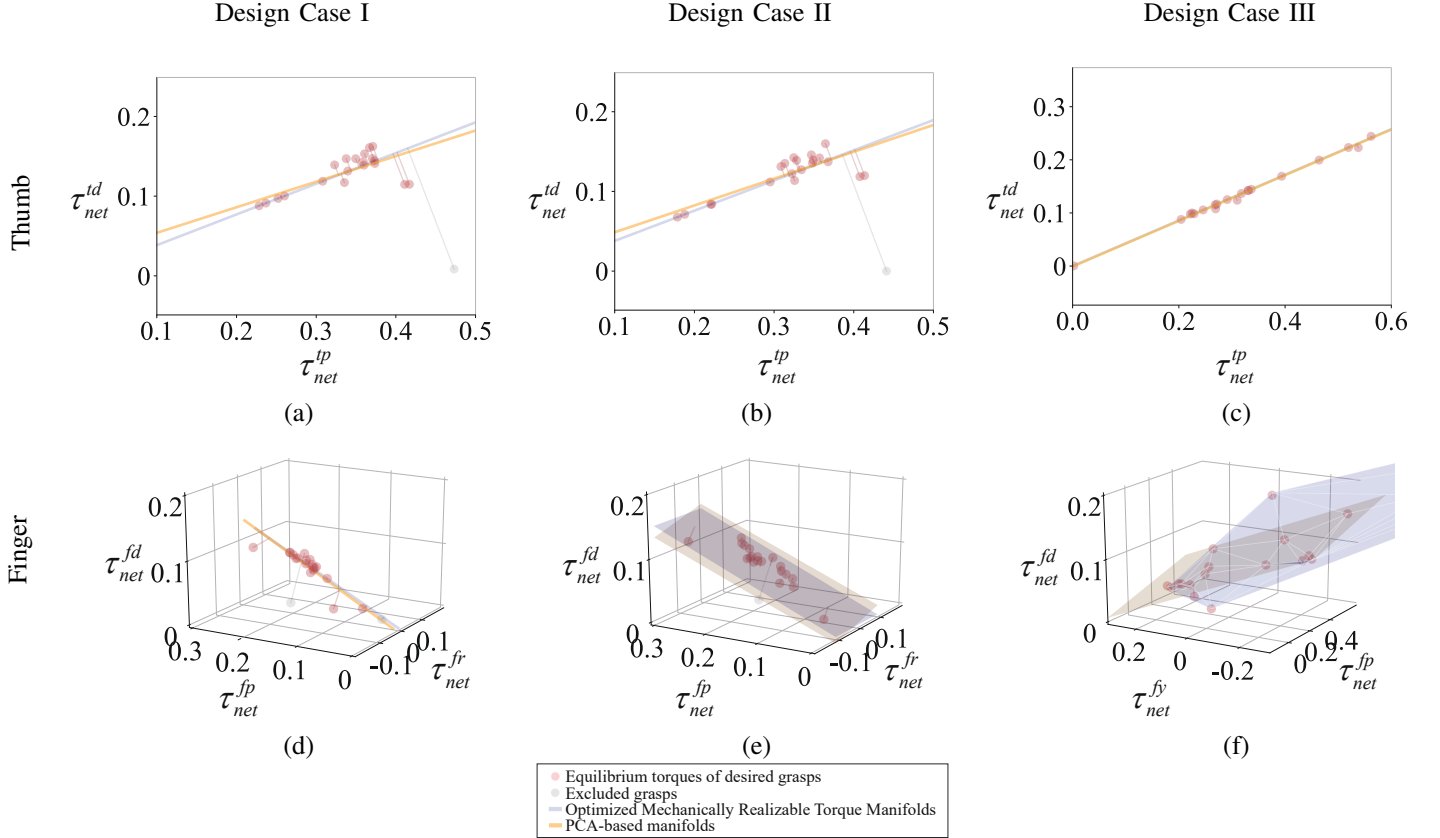 Design Case I Design Case II Design Case III
Thumb
τ_net^td
0.2
0.1
0
0.1 0.2 0.3 0.4 0.5
τ_net^tp
(a)
τ_net^td
0.2
0.1
0
0.1 0.2 0.3 0.4 0.5
τ_net^tp
(b)
τ_net^td
0.3
0.2
0.1
0
0.0 0.2 0.4 0.6
τ_net^tp
(c)
Finger
τ_net^fd
0.2
0.1
0
0.3 0.2 0.1 0
τ_net^fp
-0.1 0 0.1
τ_net^fr
(d)
τ_net^fd
0.2
0.1
0
0.3 0.2 0.1 0
τ_net^fp
-0.1 0 0.1
τ_net^fr
(e)
τ_net^fd
0.2
0.1
0
0.2 0 -0.2
τ_net^fy
0 0.2 0.4
τ_net^fp
(f)
Equilibrium torques of desired grasps
Excluded grasps
Optimized Mechanically Realizable Torque Manifolds
PCA-based manifolds